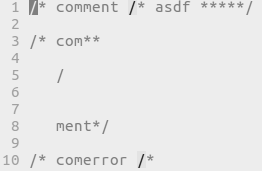 1 /* comment /* asdf *****/
2
3 /* com**
4
5    /
6
7
8    ment*/
9
10 /* comerror /*